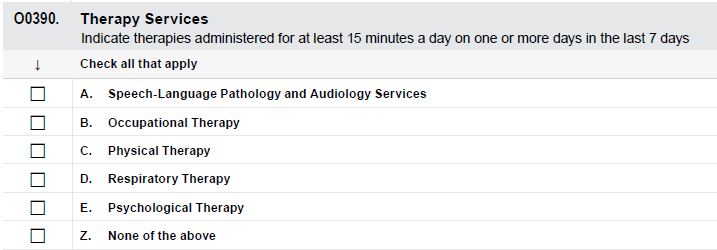 O0390. Therapy Services
Indicate therapies administered for at least 15 minutes a day on one or more days in the last 7 days
↓ Check all that apply
☐ A. Speech-Language Pathology and Audiology Services
☐ B. Occupational Therapy
☐ C. Physical Therapy
☐ D. Respiratory Therapy
☐ E. Psychological Therapy
☐ Z. None of the above